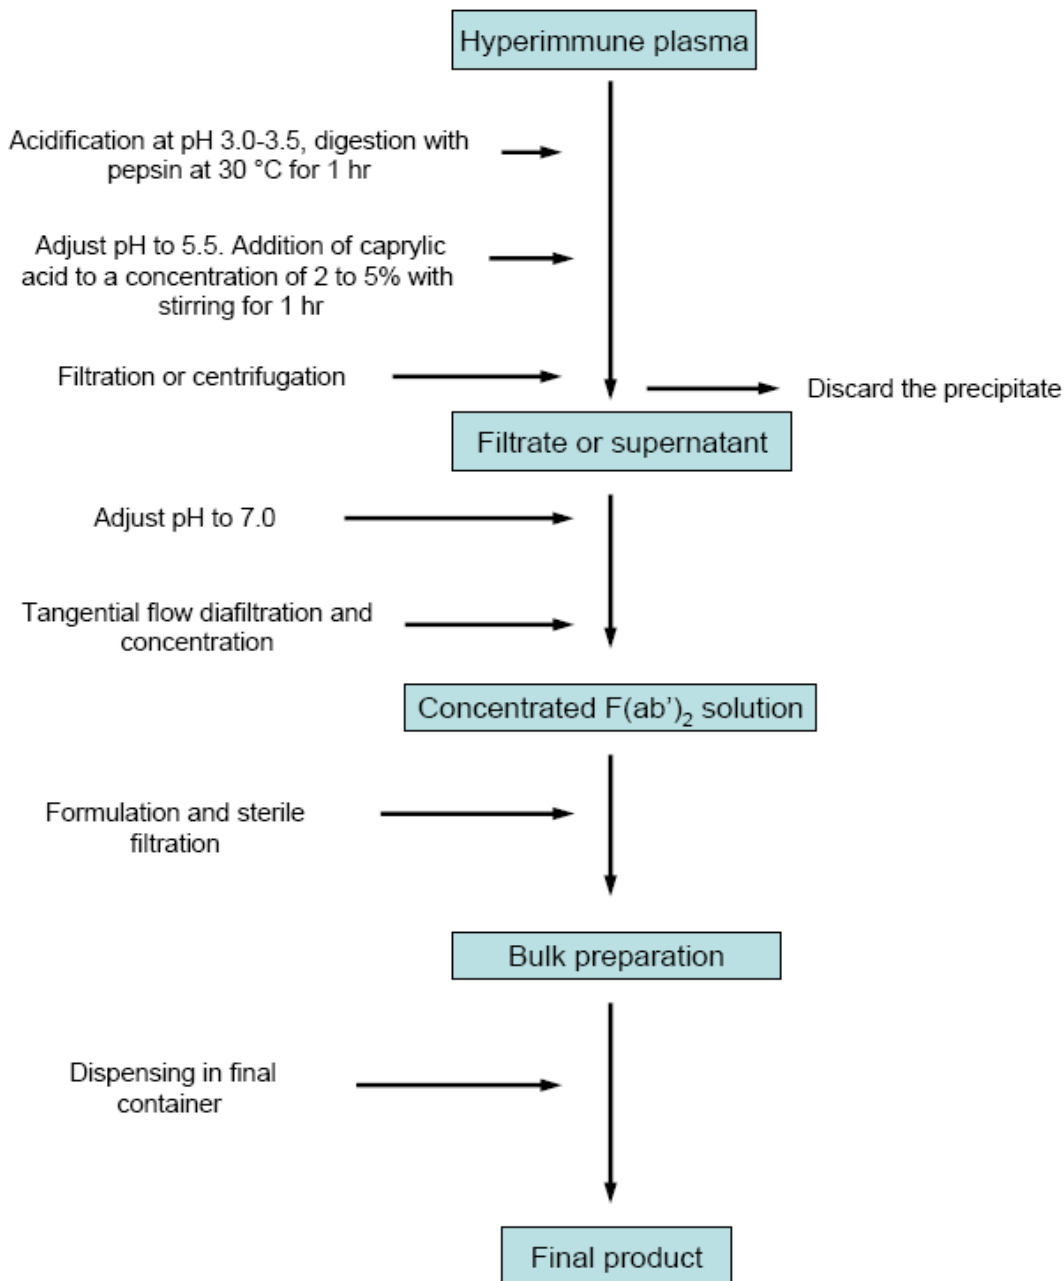 Hyperimmune plasma
Acidification at pH 3.0-3.5, digestion with
pepsin at 30 °C for 1 hr
Adjust pH to 5.5. Addition of caprylic
acid to a concentration of 2 to 5% with
stirring for 1 hr
Filtration or centrifugation
Discard the precipitate
Filtrate or supernatant
Adjust pH to 7.0
Tangential flow diafiltration and
concentration
Concentrated F(ab’)₂ solution
Formulation and sterile
filtration
Bulk preparation
Dispensing in final
container
Final product